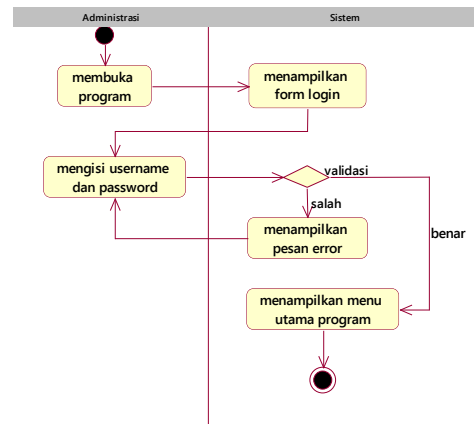 Administrasi
Sistem
membuka
program
menampilkan
form login
mengisi username
dan password
validasi
salah
menampilkan
pesan error
benar
menampilkan menu
utama program